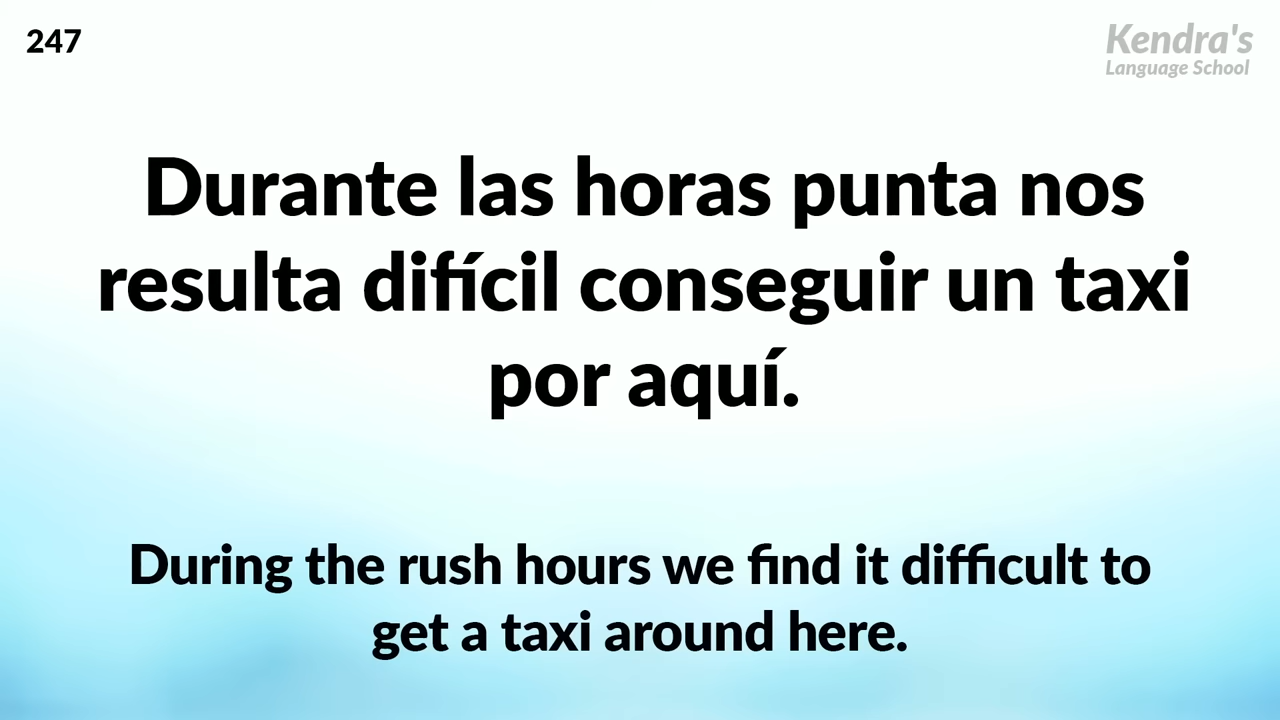 247
Kendra's
Language School
Durante las horas punta nos
resulta difícil conseguir un taxi
por aquí.
During the rush hours we find it difficult to
get a taxi around here.